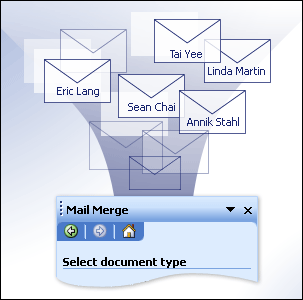 Tai Yee
Linda Martin
Eric Lang
Sean Chai
Annik Stahl
Mail Merge
Select document type